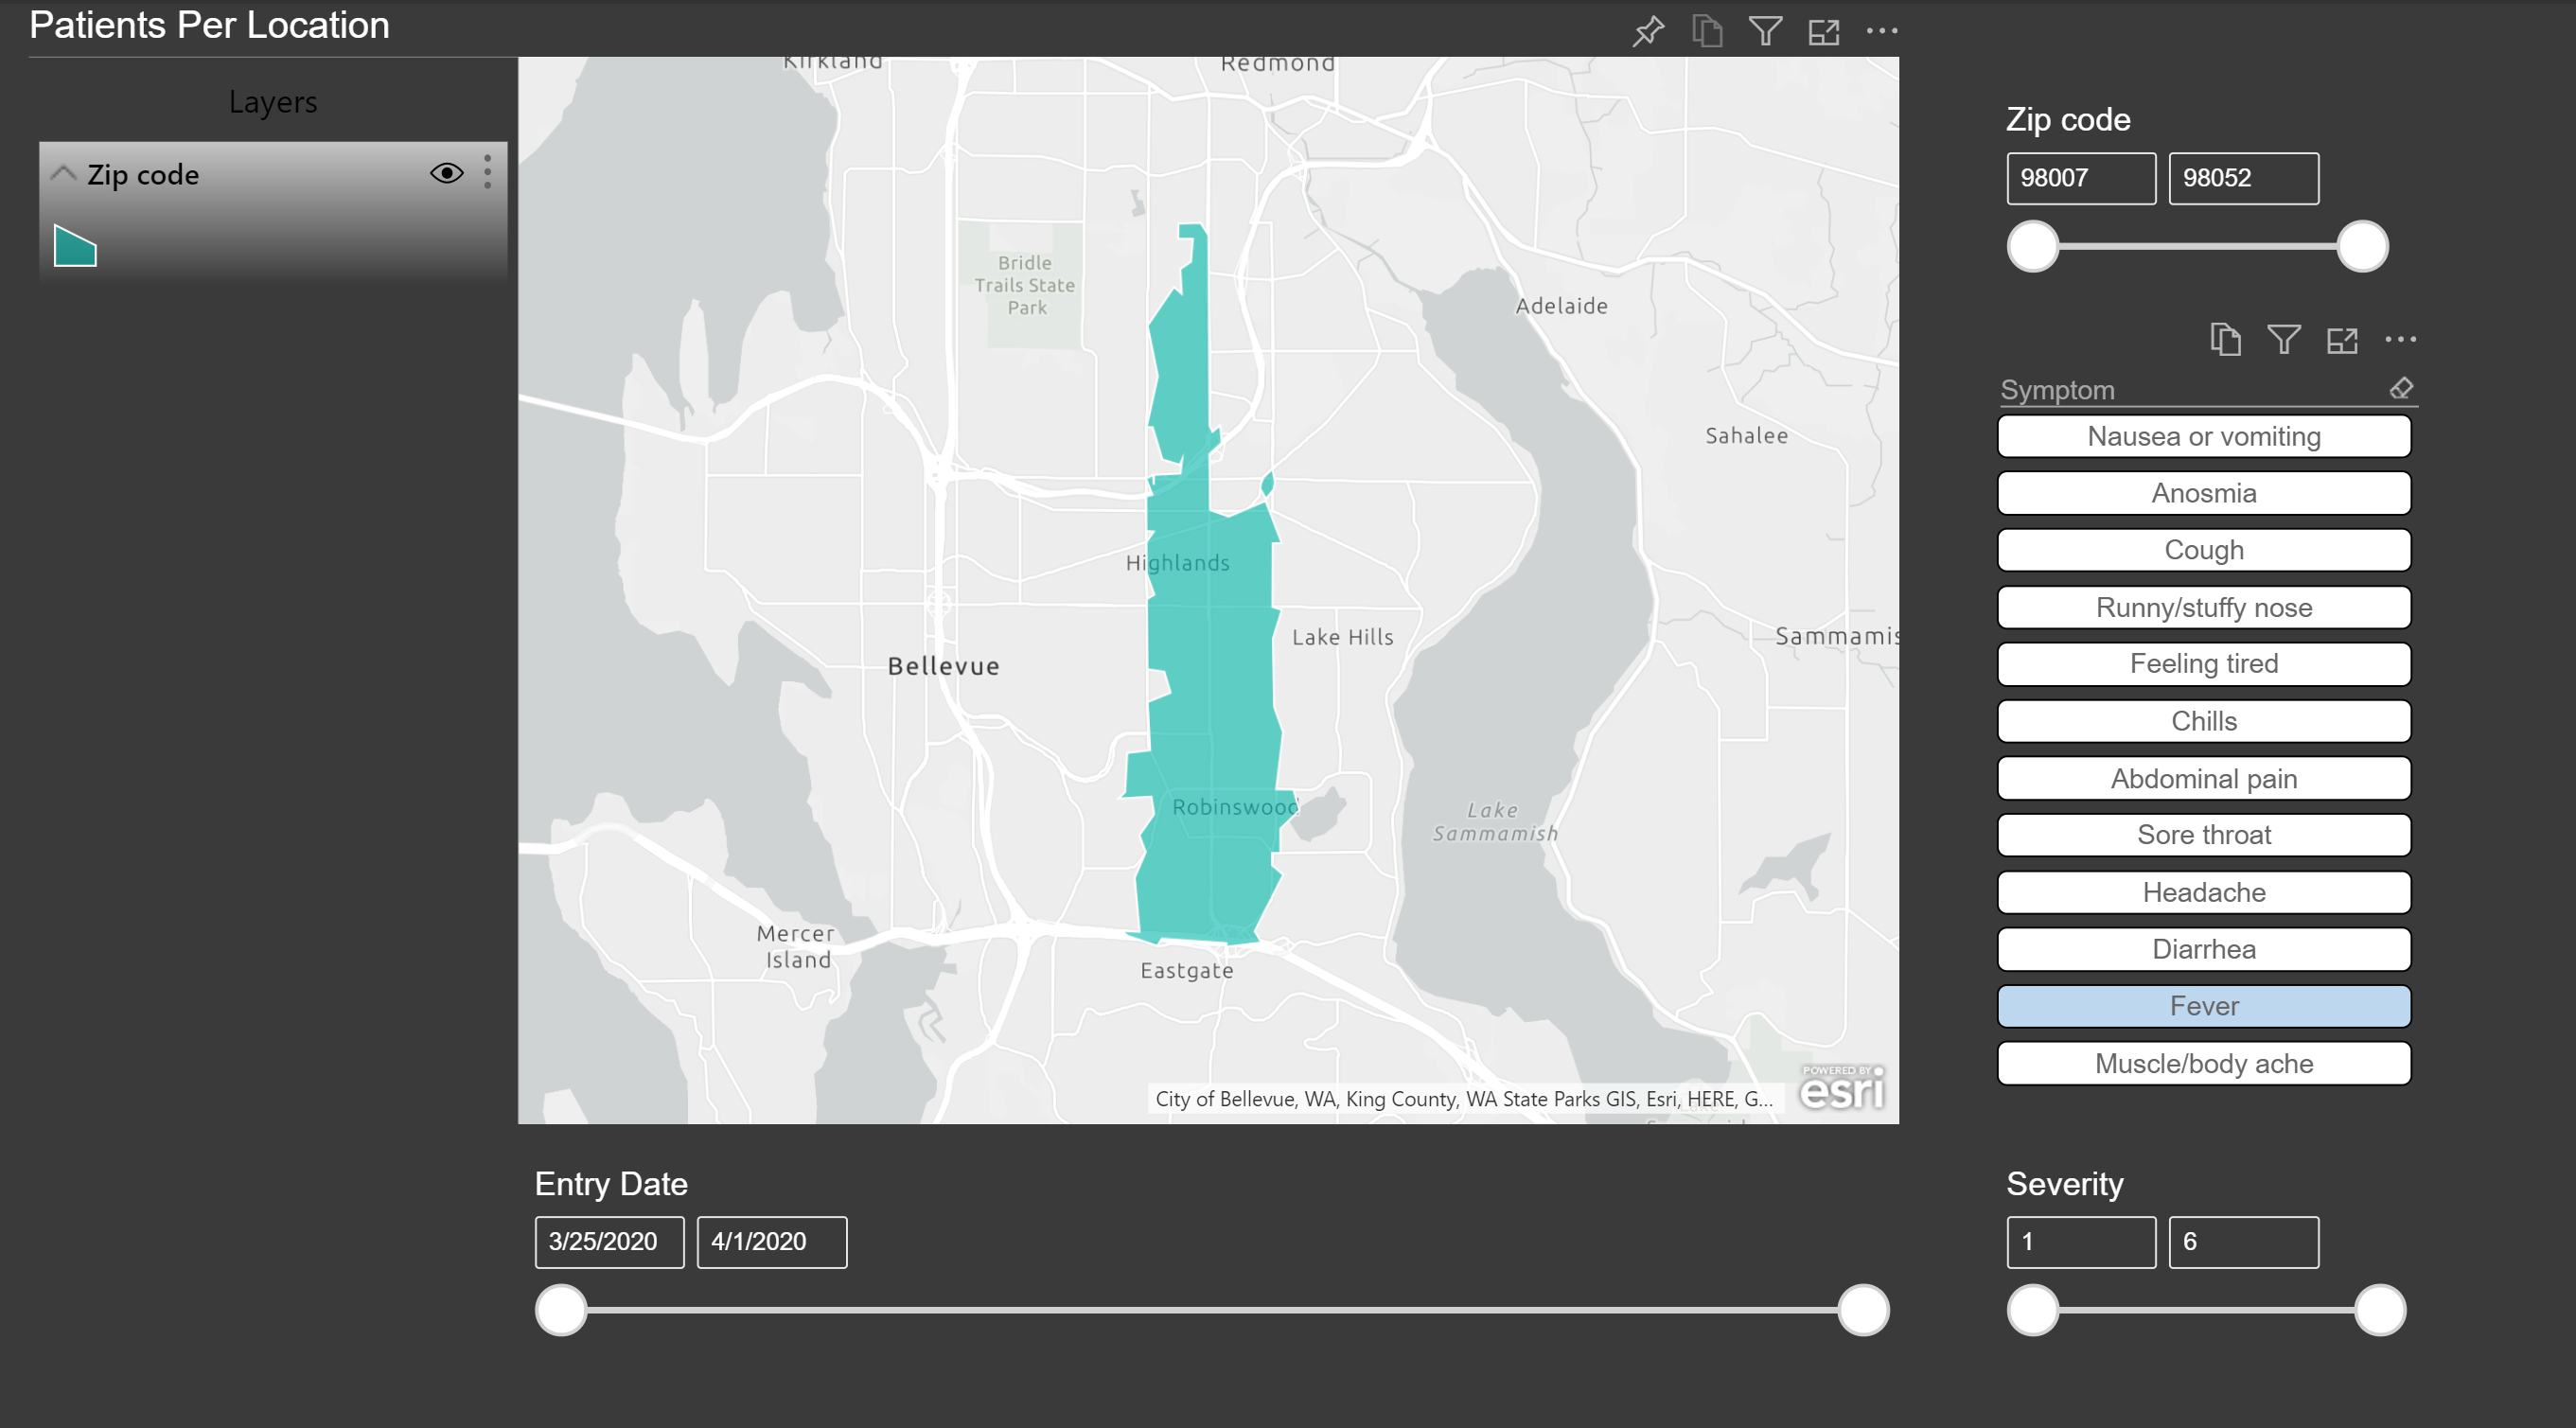 Patients Per Location
Layers
Zip code
Kirkland
Redmond
Bridle
Trails State
Park
Adelaide
Sahalee
Highlands
Lake Hills
Sammamis
Bellevue
Robinswood
Lake
Sammamish
Mercer
Island
Eastgate
City of Bellevue, WA, King County, WA State Parks GIS, Esri, HERE, G...
POWERED BY
esri
Zip code
98007
98052
Symptom
Nausea or vomiting
Anosmia
Cough
Runny/stuffy nose
Feeling tired
Chills
Abdominal pain
Sore throat
Headache
Diarrhea
Fever
Muscle/body ache
Entry Date
3/25/2020
4/1/2020
Severity
1
6